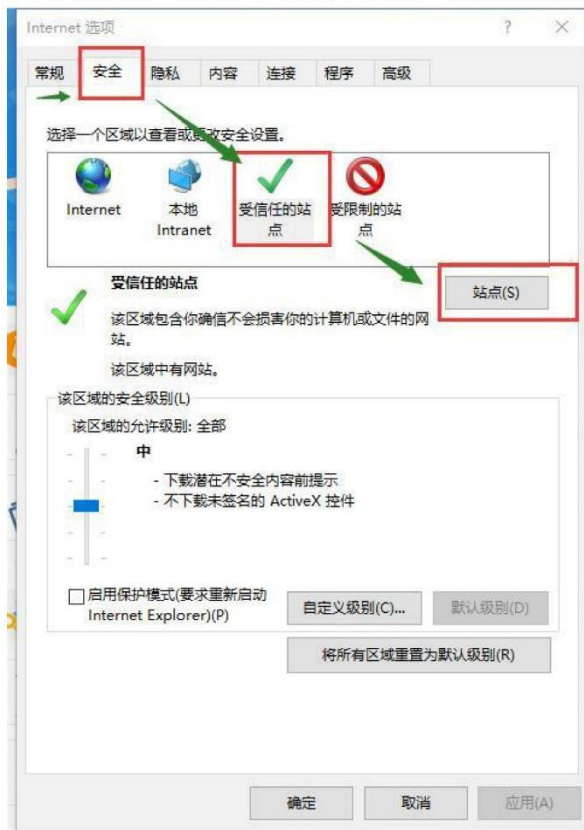 Internet 选项
?
×
常规 安全 隐私 内容 连接 程序 高级
选择一个区域以查看或更改安全设置。
Internet 本地 受信任的站 受限制的站
Intranet 点 点
受信任的站点
站点(S)
该区域包含你确信不会损害你的计算机或文件的网
站。
该区域中有网站。
该区域的安全级别(L)
该区域的允许级别: 全部
中
- 下载潜在不安全内容前提示
- 不下载未签名的 ActiveX 控件
启用保护模式(要求重新启动
Internet Explorer)(P)
自定义级别(C)... 默认级别(D)
将所有区域重置为默认级别(R)
确定 取消 应用(A)